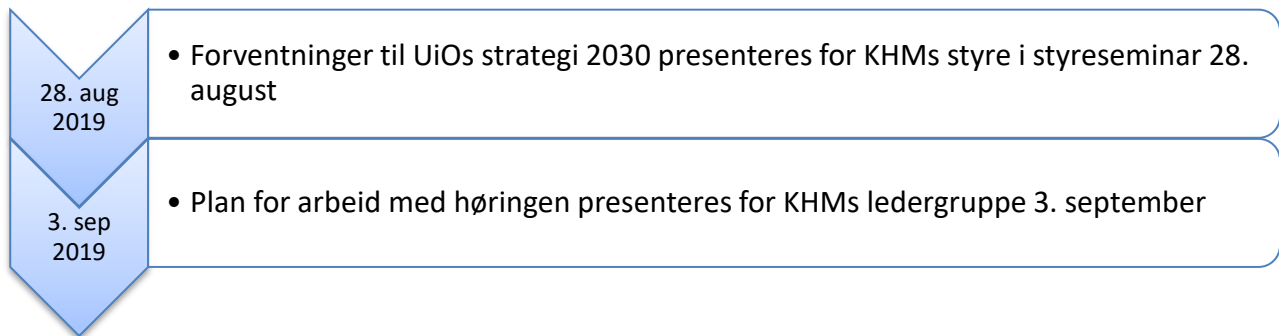 28. aug
2019
• Forventninger til UiOs strategi 2030 presenteres for KHMs styre i styreseminar 28.
august
3. sep
2019
• Plan for arbeid med høringen presenteres for KHMs ledergruppe 3. september